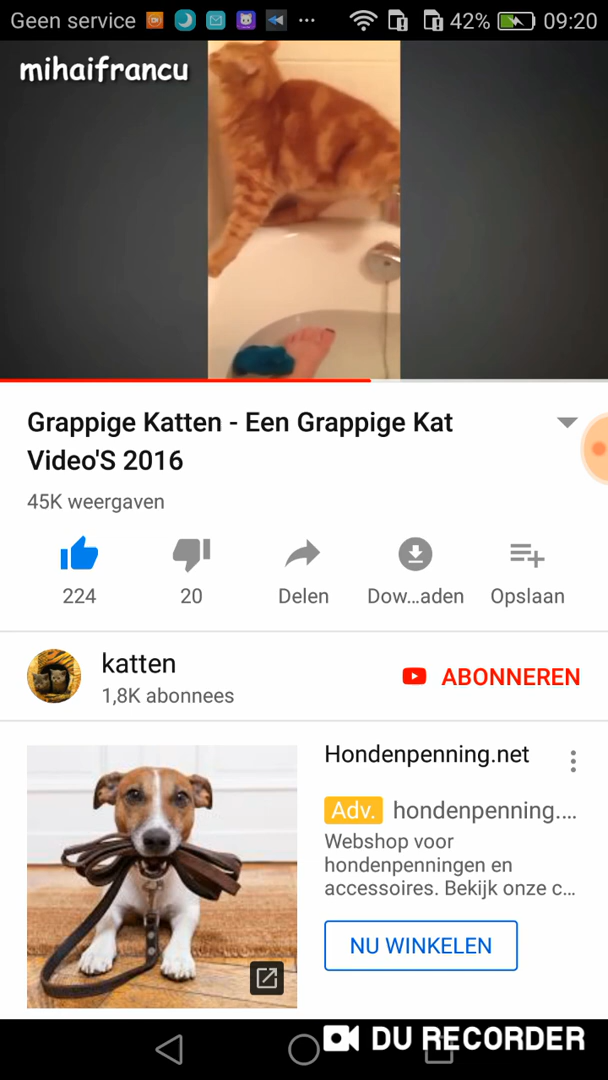 Geen service ... 42% 09:20
mihaifrancu
Grappige Katten - Een Grappige Kat
Video'S 2016
45K weergaven
224 20 Delen Dow...aden Opslaan
katten
1,8K abonnees
ABONNEREN
Hondenpenning.net
Adv. hondenpenning....
Webshop voor
hondenpenningen en
accessoires. Bekijk onze c...
NU WINKELEN
DU RECORDER